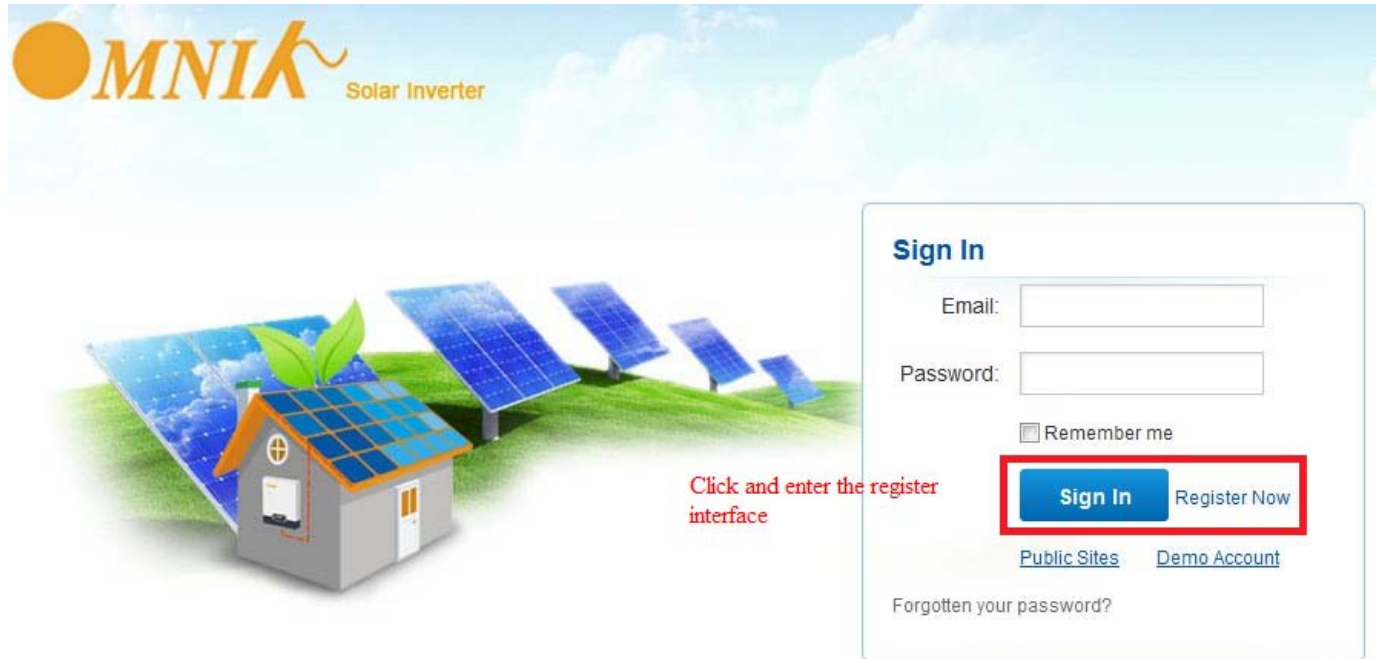 OMNIK
Solar Inverter
Sign In
Email:
Password:
Remember me
Click and enter the register
interface
Sign In Register Now
Public Sites Demo Account
Forgotten your password?